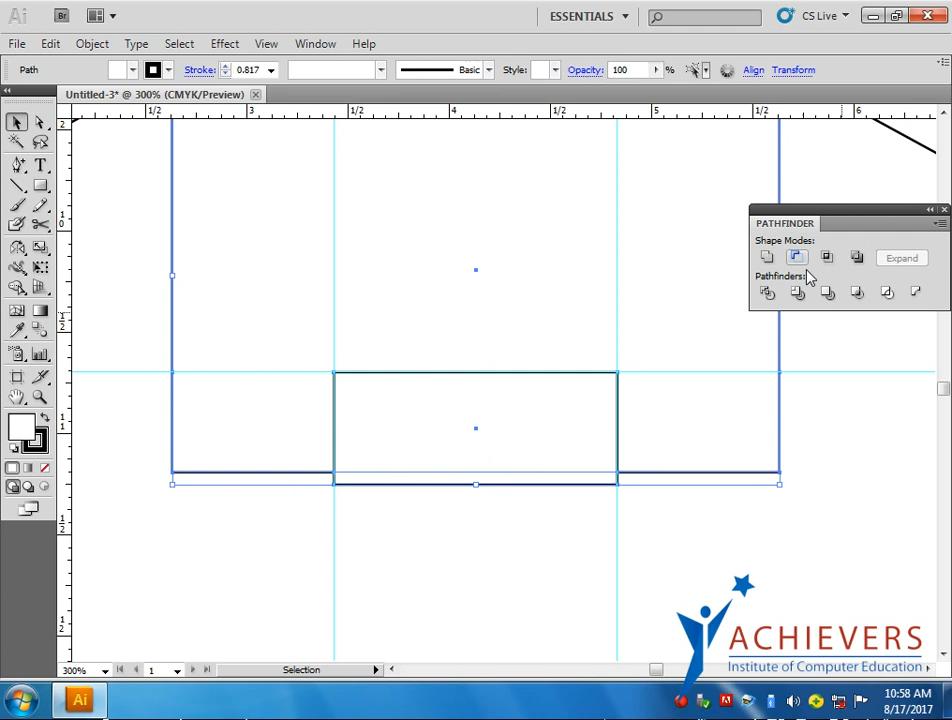 Ai Br ESSENTIALS CS Live
File Edit Object Type Select Effect View Window Help
Path Stroke: 0.817 Basic Style: Opacity: 100 % Align Transform
Untitled-3* @ 300% (CMYK/Preview)
1/2 3 1/2 4 1/2 5 1/2 6
PATHFINDER
Shape Modes:
Expand
Pathfinders:
ACHIEVERS
Institute of Computer Education
300% 1 Selection
Ai 10:58 AM
8/17/2017